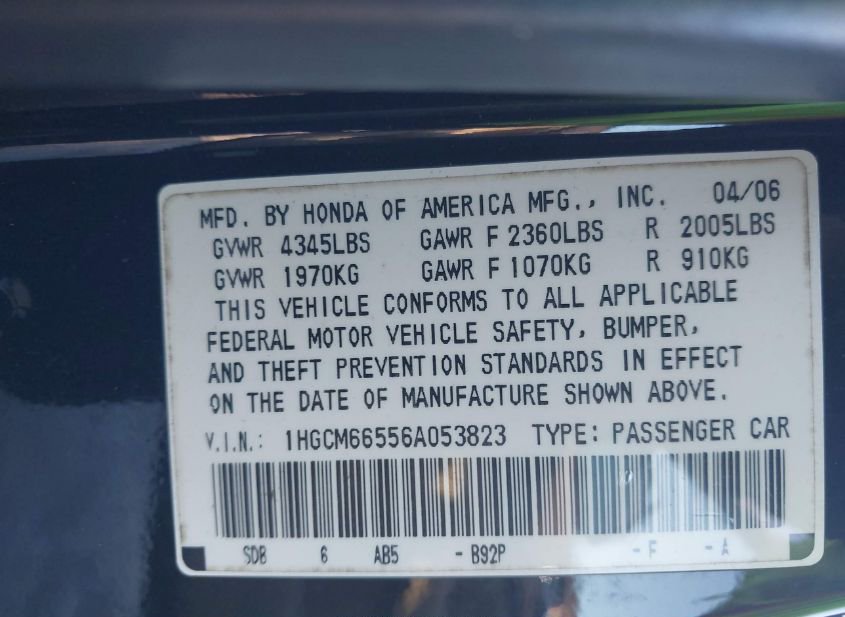 MFD. BY HONDA OF AMERICA MFG., INC. 04/06
GVWR 4345LBS GAWR F 2360LBS R 2005LBS
GVWR 1970KG GAWR F 1070KG R 910KG
THIS VEHICLE CONFORMS TO ALL APPLICABLE
FEDERAL MOTOR VEHICLE SAFETY, BUMPER,
AND THEFT PREVENTION STANDARDS IN EFFECT
ON THE DATE OF MANUFACTURE SHOWN ABOVE.
V.I.N.: 1HGCM66556A053823 TYPE: PASSENGER CAR
SDB 6 AB5 - B92P - F - A